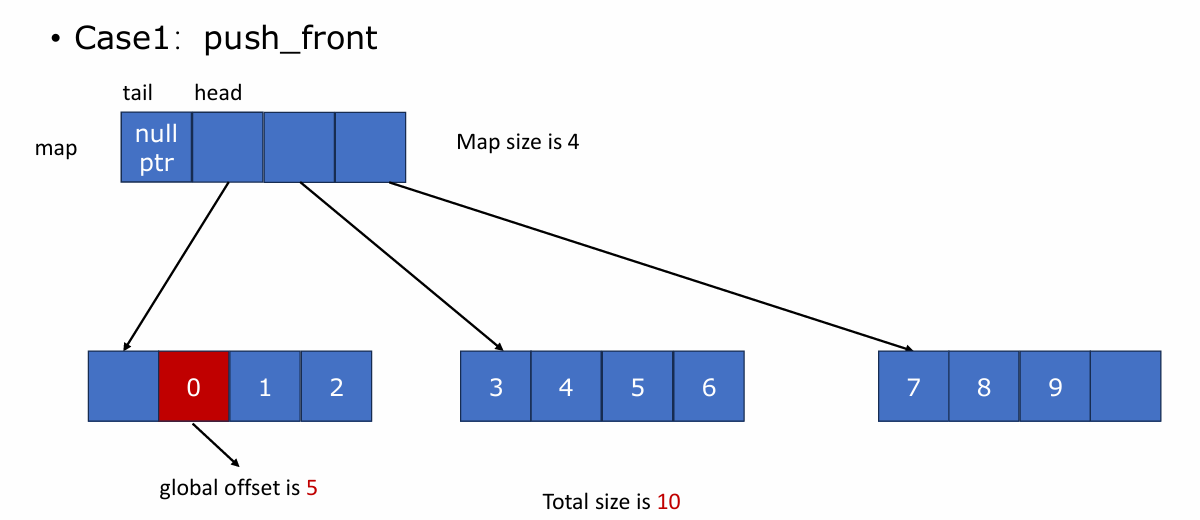 • Case1: push_front
tail head
map
null
ptr
Map size is 4
0 1 2
3 4 5 6
7 8 9
global offset is 5
Total size is 10